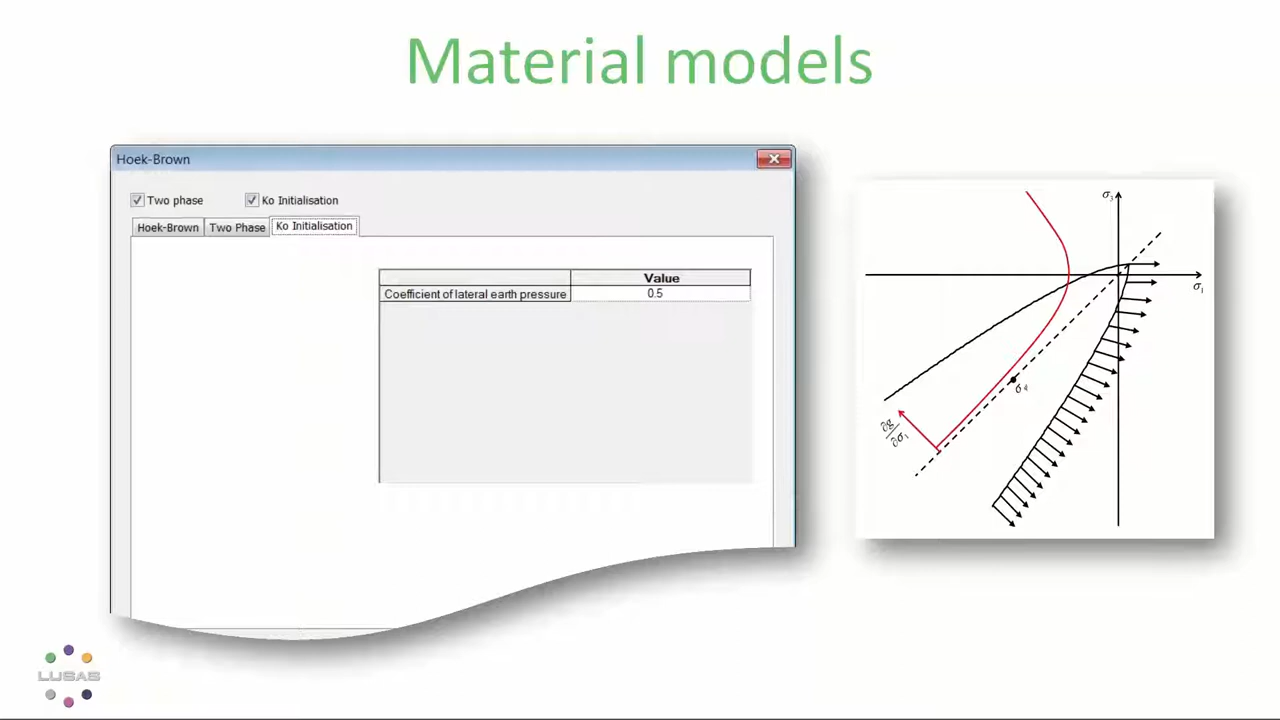 Material models
Hoek-Brown
Two phase
Ko Initialisation
Hoek-Brown
Two Phase
Ko Initialisation
Value
Coefficient of lateral earth pressure
0.5
σ₃
σ₁
∂g
∂σ₁
LUSAS